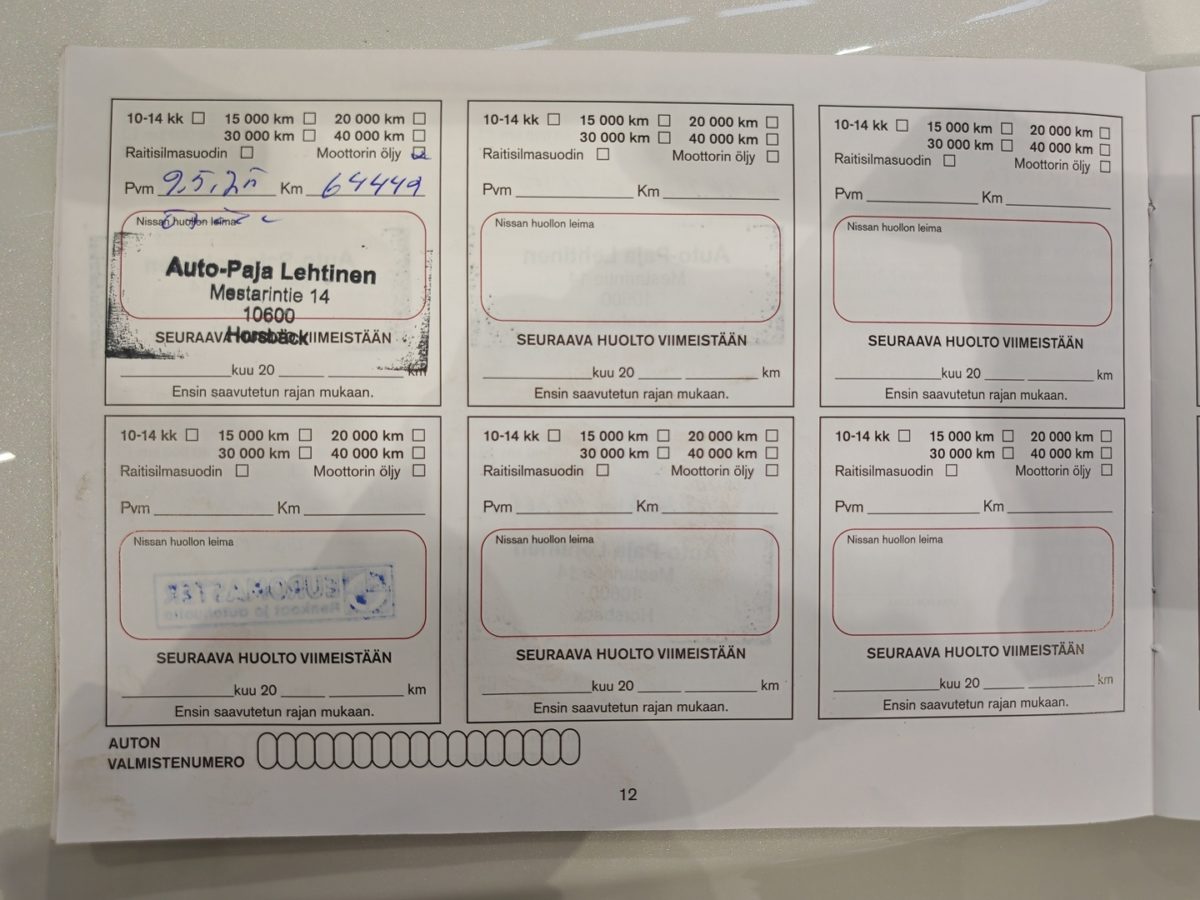 10-14 kk ☐ 15 000 km ☐ 20 000 km ☐
30 000 km ☐ 40 000 km ☐
Raitisilmasuodin ☐ Moottorin öljy ☑
Pvm 9.5.25 Km 64449
Nissan huollon leima
Auto-Paja Lehtinen
Mestarintie 14
10600
Horsbäck
SEURAAVA HUOLTO VIIMEISTÄÄN
kuu 20 km
Ensin saavutetun rajan mukaan.
10-14 kk ☐ 15 000 km ☐ 20 000 km ☐
30 000 km ☐ 40 000 km ☐
Raitisilmasuodin ☐ Moottorin öljy ☐
Pvm Km
Nissan huollon leima
SEURAAVA HUOLTO VIIMEISTÄÄN
kuu 20 km
Ensin saavutetun rajan mukaan.
10-14 kk ☐ 15 000 km ☐ 20 000 km ☐
30 000 km ☐ 40 000 km ☐
Raitisilmasuodin ☐ Moottorin öljy ☐
Pvm Km
Nissan huollon leima
SEURAAVA HUOLTO VIIMEISTÄÄN
kuu 20 km
Ensin saavutetun rajan mukaan.
10-14 kk ☐ 15 000 km ☐ 20 000 km ☐
30 000 km ☐ 40 000 km ☐
Raitisilmasuodin ☐ Moottorin öljy ☐
Pvm Km
Nissan huollon leima
EUROMASTER
Renkaat ja autohuolto
SEURAAVA HUOLTO VIIMEISTÄÄN
kuu 20 km
Ensin saavutetun rajan mukaan.
10-14 kk ☐ 15 000 km ☐ 20 000 km ☐
30 000 km ☐ 40 000 km ☐
Raitisilmasuodin ☐ Moottorin öljy ☐
Pvm Km
Nissan huollon leima
SEURAAVA HUOLTO VIIMEISTÄÄN
kuu 20 km
Ensin saavutetun rajan mukaan.
10-14 kk ☐ 15 000 km ☐ 20 000 km ☐
30 000 km ☐ 40 000 km ☐
Raitisilmasuodin ☐ Moottorin öljy ☐
Pvm Km
Nissan huollon leima
SEURAAVA HUOLTO VIIMEISTÄÄN
kuu 20 km
Ensin saavutetun rajan mukaan.
AUTON
VALMISTENUMERO
12